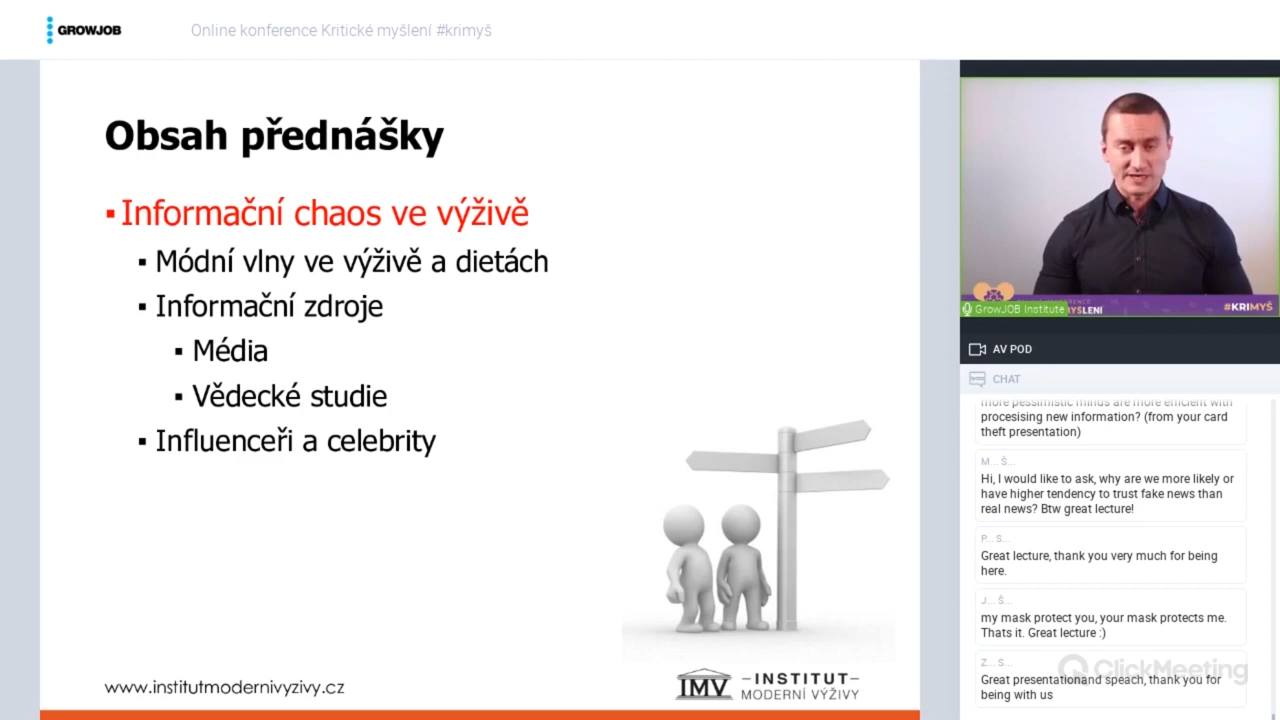 GROWJOB
Online konference Kritické myšlení #krimyš
Obsah přednášky
▪ Informační chaos ve výživě
▪ Módní vlny ve výživě a dietách
▪ Informační zdroje
▪ Média
▪ Vědecké studie
▪ Influenceři a celebrity
www.institutmodernivyzivy.cz
IMV
–INSTITUT–
MODERNÍ VÝŽIVY
GrowJOB Institute
#KRIMYŠ
AV POD
CHAT
more pessimistic minds are more efficient with
procesising new information? (from your card
theft presentation)
M... Š...
Hi, I would like to ask, why are we more likely or
have higher tendency to trust fake news than
real news? Btw great lecture!
P... S...
Great lecture, thank you very much for being
here.
J... Š...
my mask protect you, your mask protects me.
Thats it. Great lecture :)
Z... S...
Great presentationand speach, thank you for
being with us
ClickMeeting